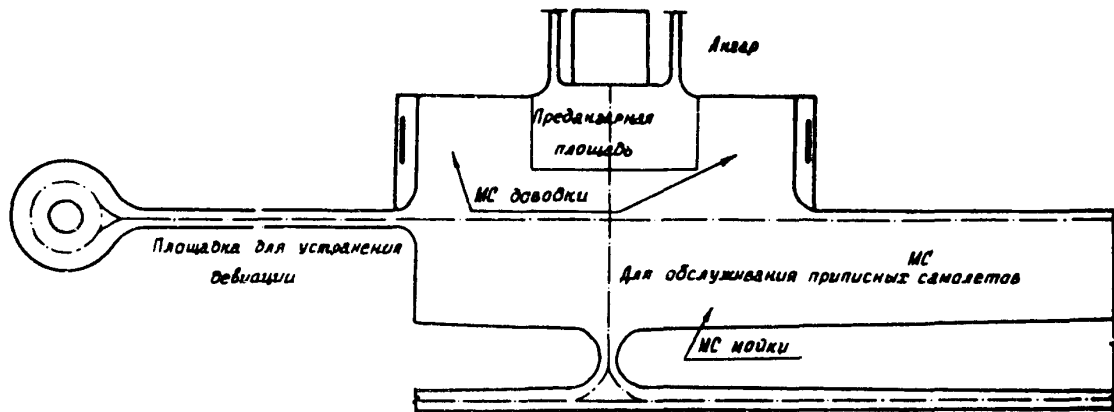 Ангар
Предангарная
площадь
МС доводки
Площадка для устранения
девиации
МС
Для обслуживания приписных самолетов
МС мойки